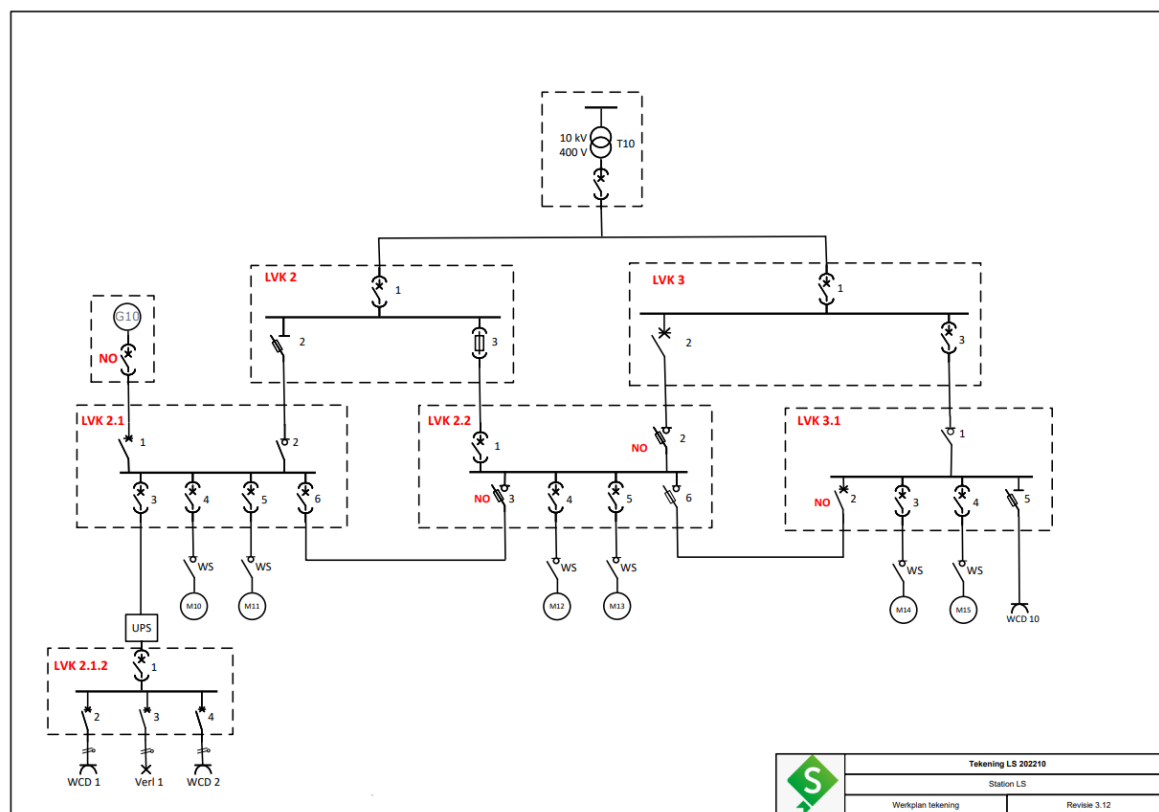 10 kV
400 V
T10
LVK 2
1
2
3
LVK 3
1
2
3
G10
NO
LVK 2.1
1
2
3
4
5
6
LVK 2.2
1
NO
2
NO
3
4
5
6
LVK 3.1
1
NO
2
3
4
5
WS
WS
WS
WS
WS
WS
M10
M11
M12
M13
M14
M15
WCD 10
UPS
LVK 2.1.2
1
2
3
4
WCD 1
Verl 1
WCD 2
S
Tekening LS 202210
Station LS
Werkplan tekening
Revisie 3.12